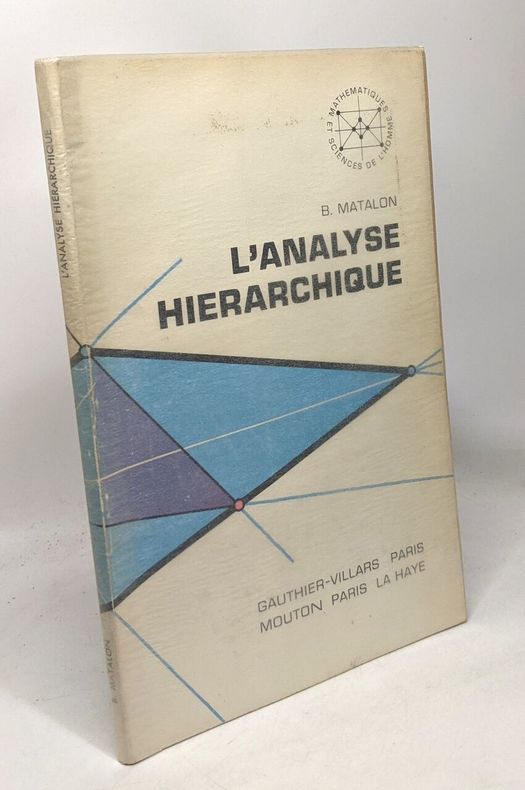 MATHEMATIQUES
ET SCIENCES DE L'HOMME
B. MATALON
L'ANALYSE
HIERARCHIQUE
GAUTHIER-VILLARS PARIS
MOUTON PARIS LA HAYE
L'ANALYSE HIERARCHIQUE
B. MATALON